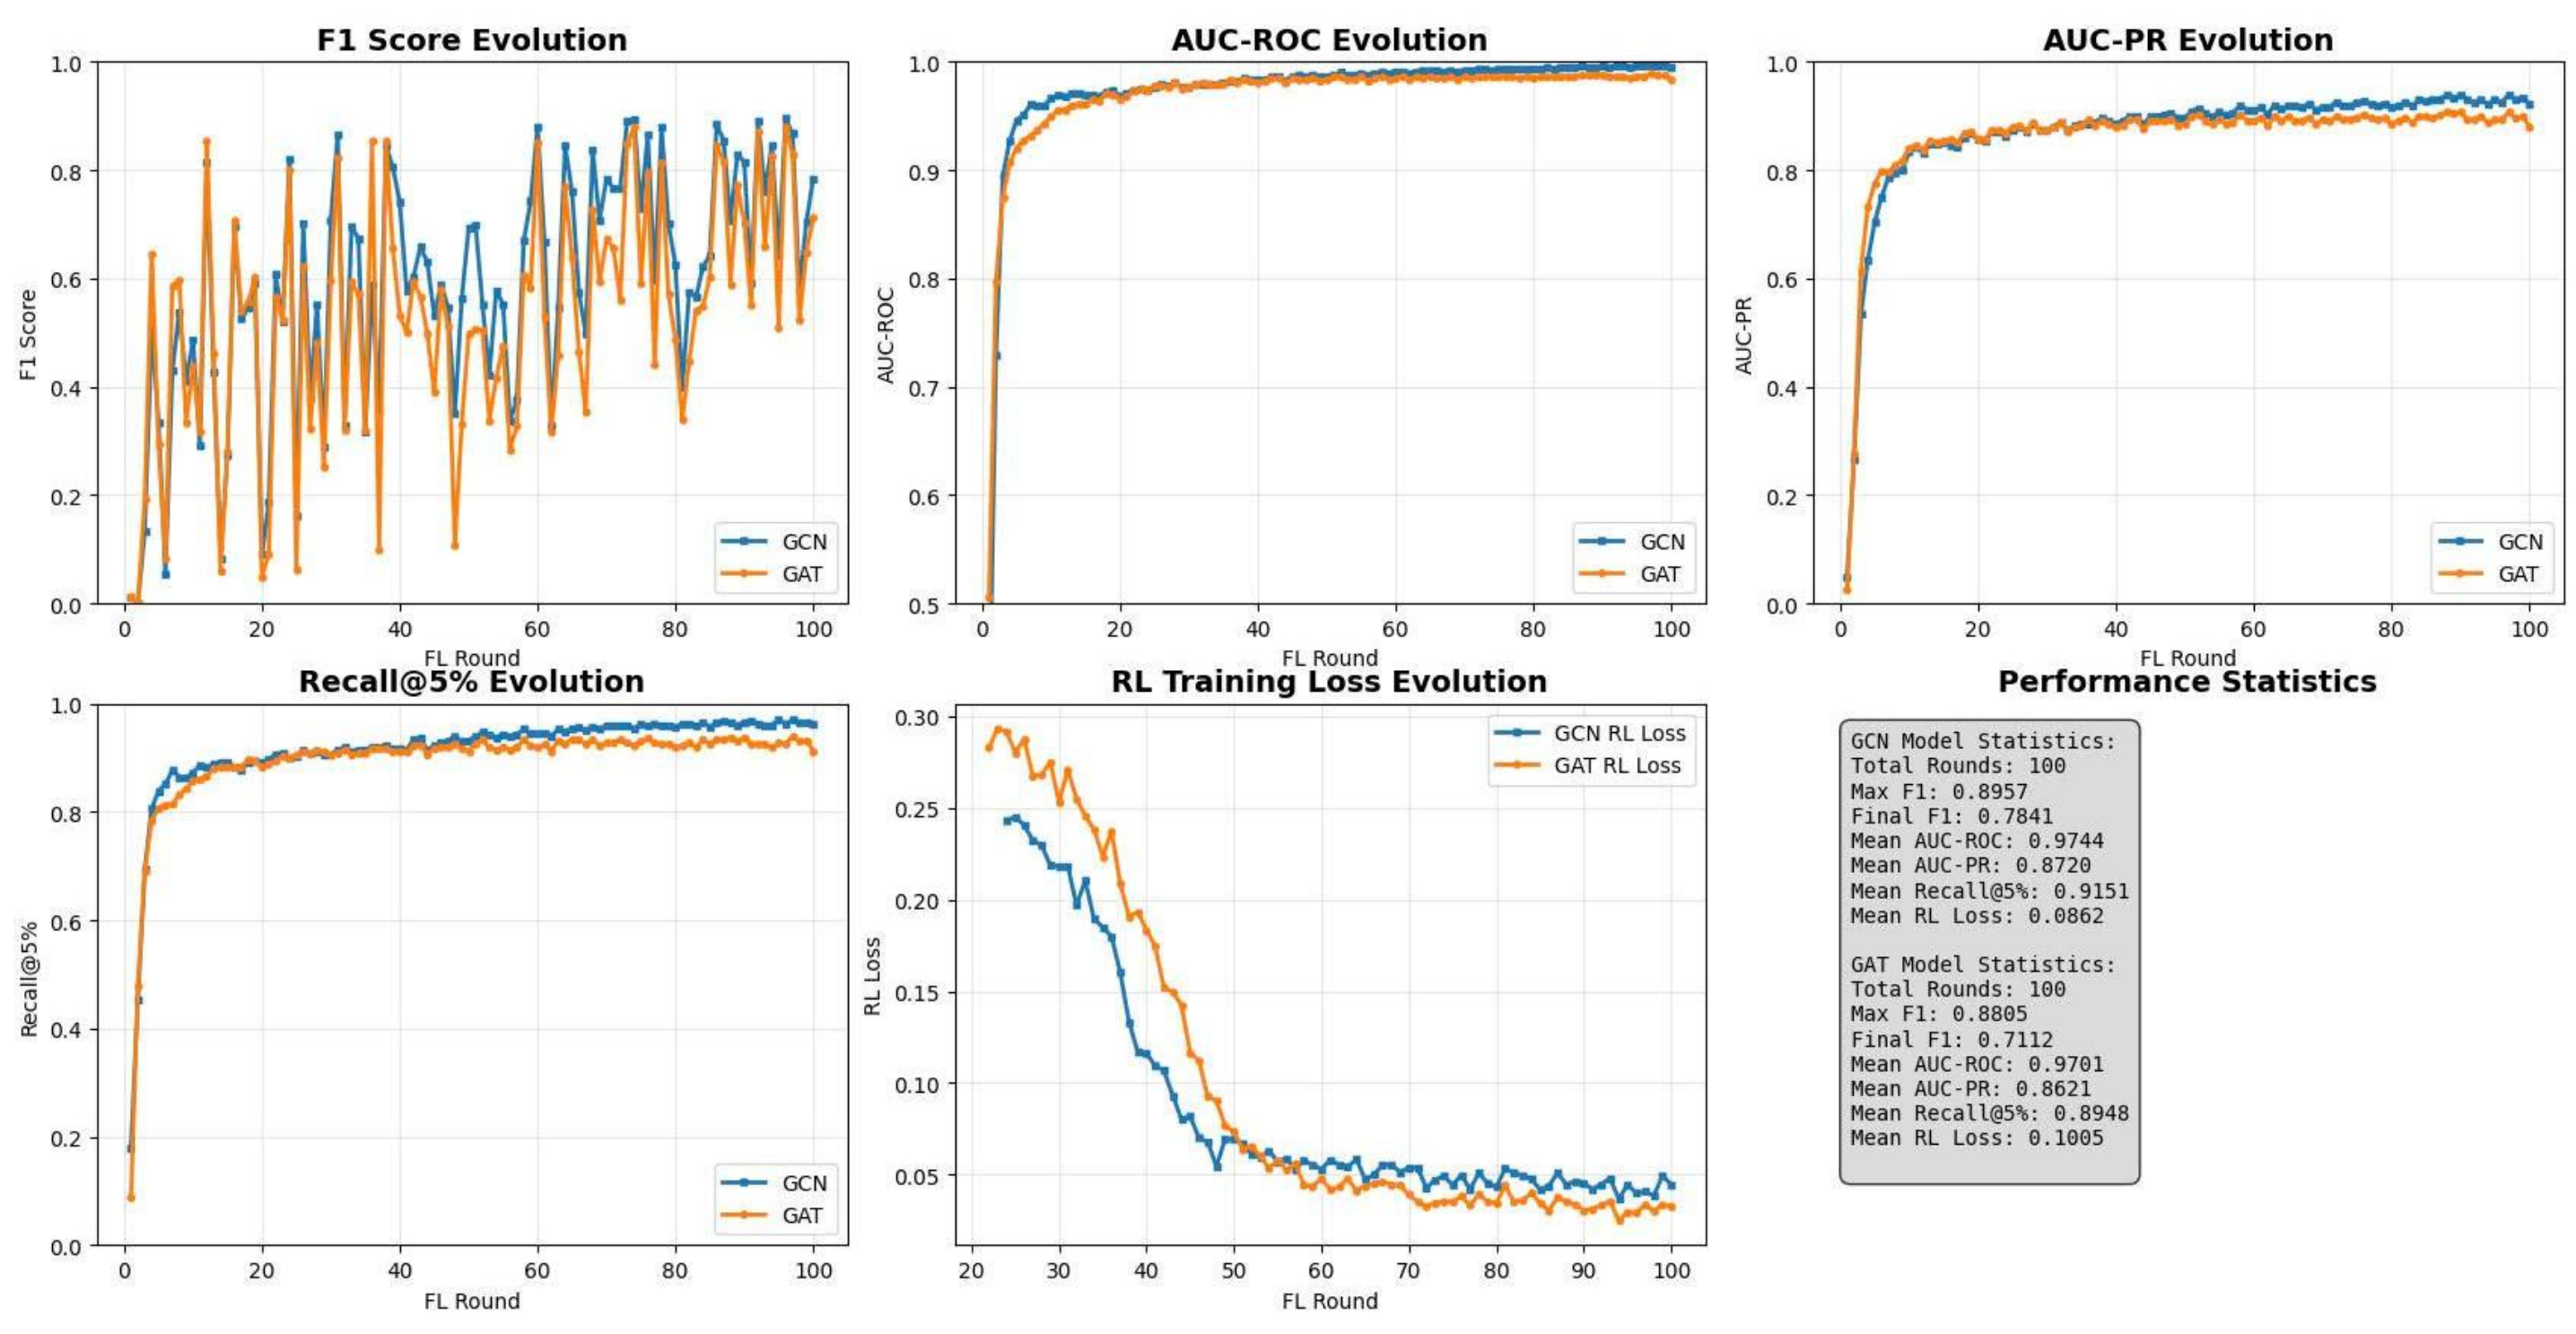 F1 Score Evolution
1.0
0.8
0.6
0.4
0.2
0.0
F1 Score
0 20 40 60 80 100
FL Round
GCN
GAT
AUC-ROC Evolution
1.0
0.9
0.8
0.7
0.6
0.5
AUC-ROC
0 20 40 60 80 100
FL Round
GCN
GAT
AUC-PR Evolution
1.0
0.8
0.6
0.4
0.2
0.0
AUC-PR
0 20 40 60 80 100
FL Round
GCN
GAT
Recall@5% Evolution
1.0
0.8
0.6
0.4
0.2
0.0
Recall@5%
0 20 40 60 80 100
FL Round
GCN
GAT
RL Training Loss Evolution
0.30
0.25
0.20
0.15
0.10
0.05
RL Loss
20 30 40 50 60 70 80 90 100
FL Round
GCN RL Loss
GAT RL Loss
Performance Statistics
GCN Model Statistics:
Total Rounds: 100
Max F1: 0.8957
Final F1: 0.7841
Mean AUC-ROC: 0.9744
Mean AUC-PR: 0.8720
Mean Recall@5%: 0.9151
Mean RL Loss: 0.0862
GAT Model Statistics:
Total Rounds: 100
Max F1: 0.8805
Final F1: 0.7112
Mean AUC-ROC: 0.9701
Mean AUC-PR: 0.8621
Mean Recall@5%: 0.8948
Mean RL Loss: 0.1005